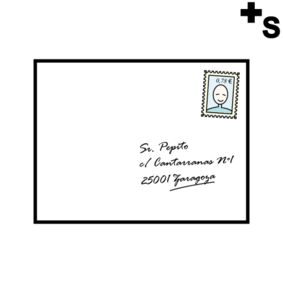 +s
0,78 €
Sr. Pepito
c/ Cantarranas Nº1
25001 Zaragoza